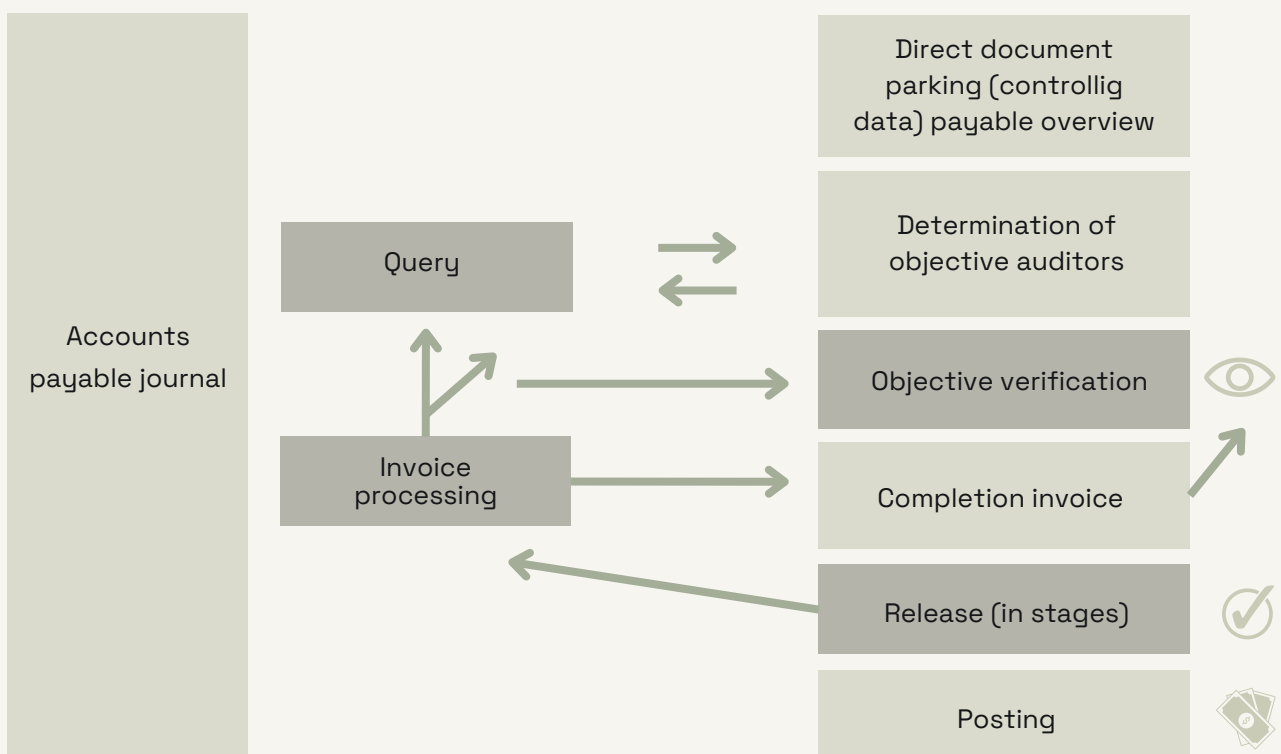 Accounts
payable journal
Query
Invoice
processing
Direct document
parking (controllig
data) payable overview
Determination of
objective auditors
Objective verification
Completion invoice
Release (in stages)
Posting